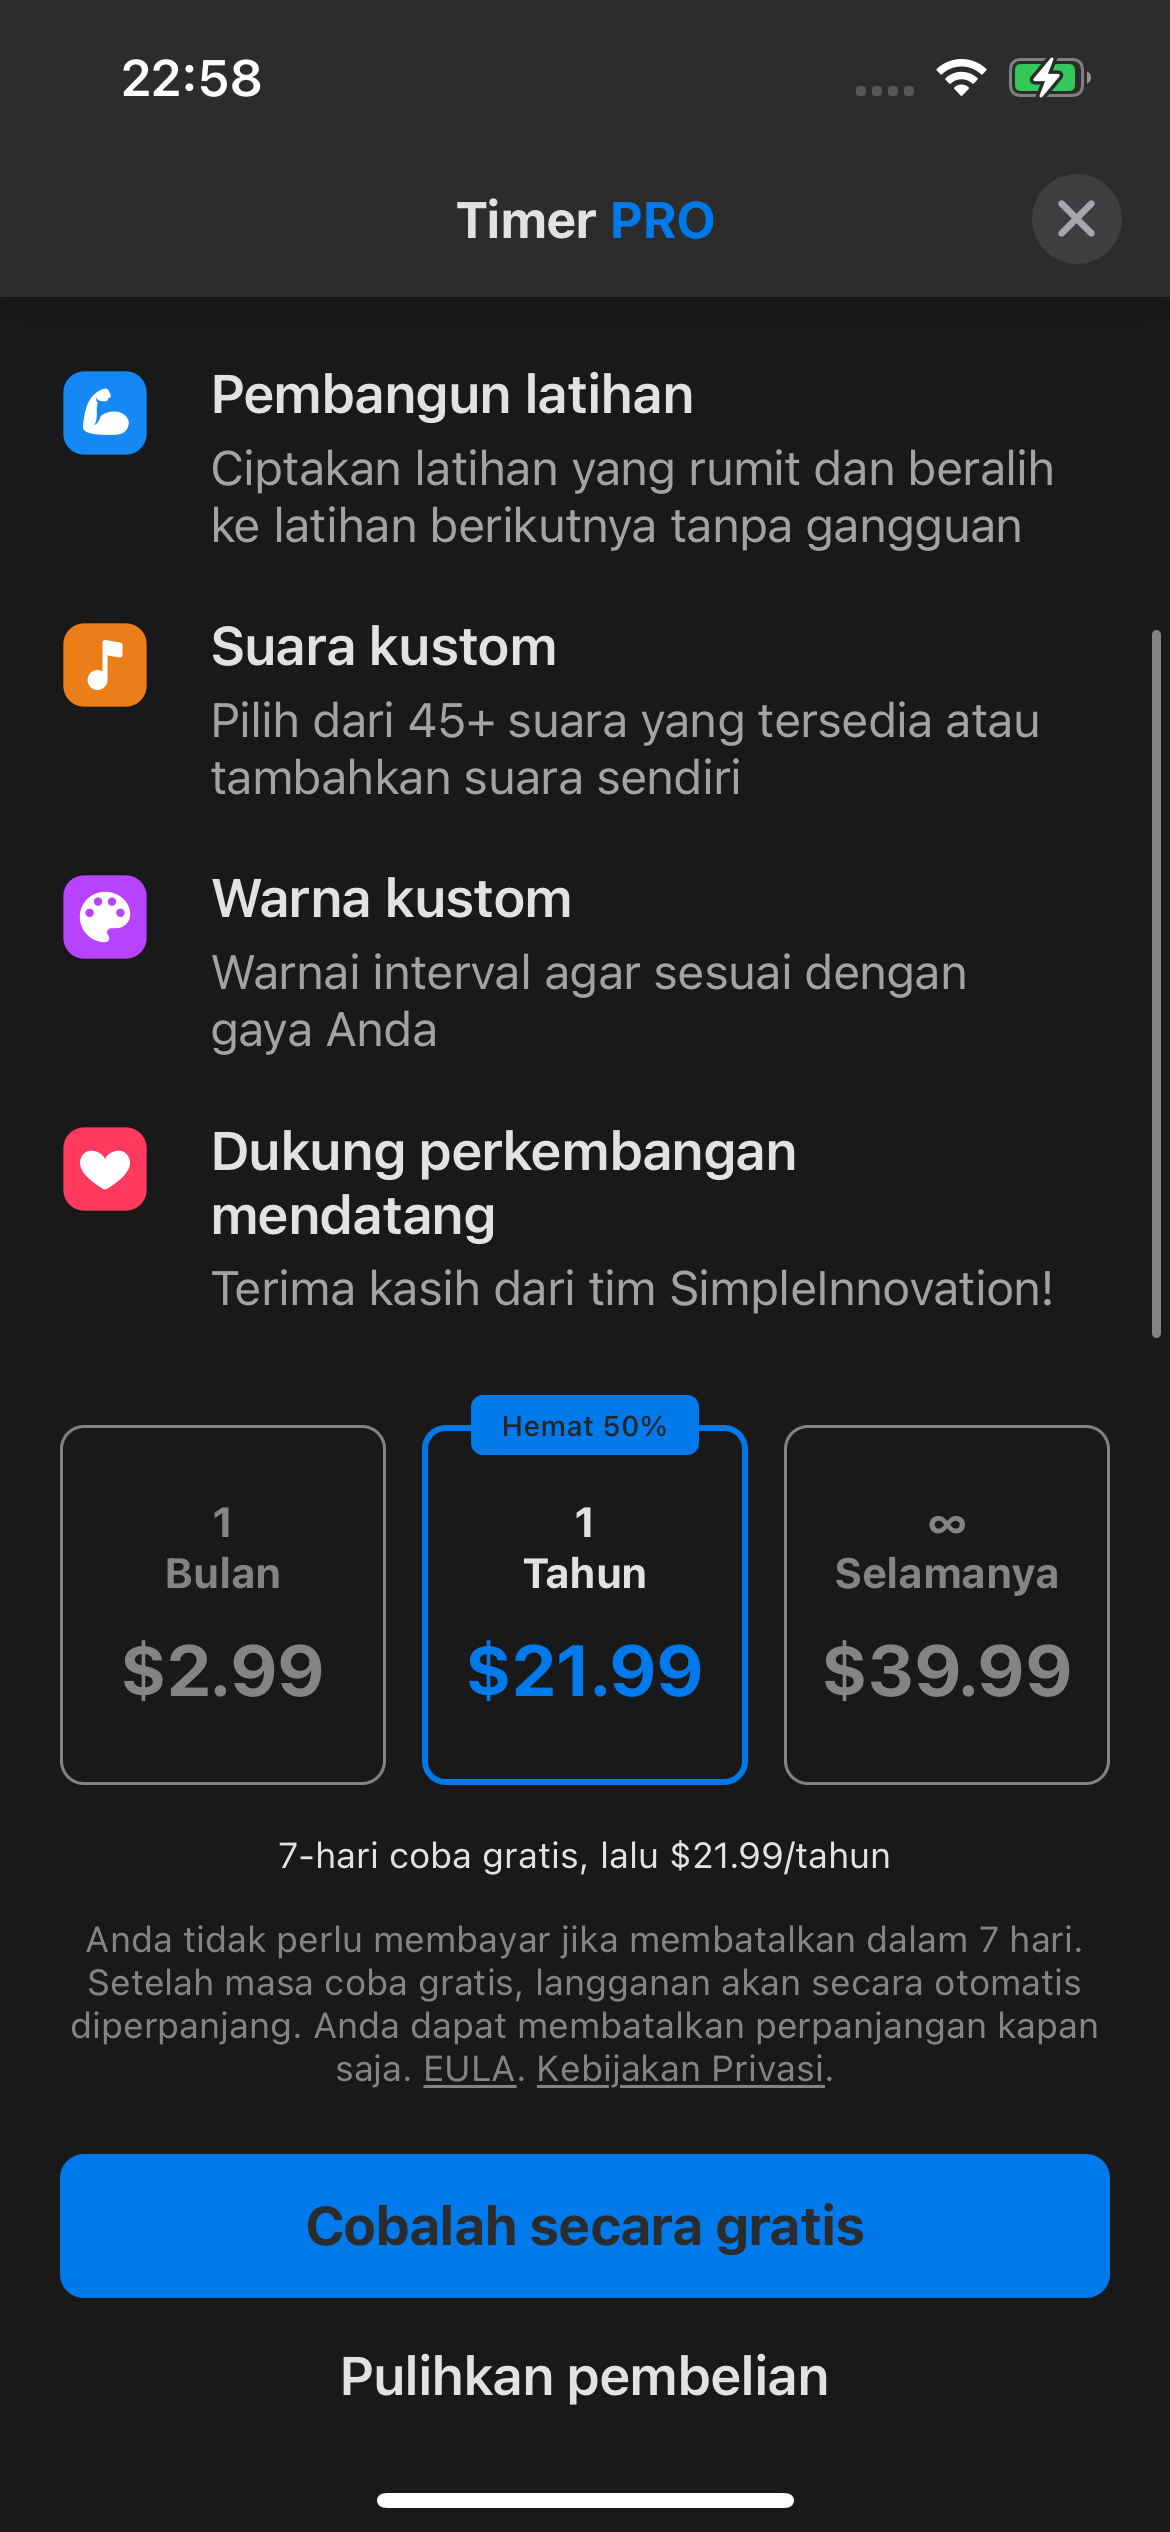 22:58
Timer PRO
Pembangun latihan
Ciptakan latihan yang rumit dan beralih
ke latihan berikutnya tanpa gangguan
Suara kustom
Pilih dari 45+ suara yang tersedia atau
tambahkan suara sendiri
Warna kustom
Warnai interval agar sesuai dengan
gaya Anda
Dukung perkembangan
mendatang
Terima kasih dari tim SimpleInnovation!
1
Bulan
$2.99
Hemat 50%
1
Tahun
$21.99
∞
Selamanya
$39.99
7-hari coba gratis, lalu $21.99/tahun
Anda tidak perlu membayar jika membatalkan dalam 7 hari.
Setelah masa coba gratis, langganan akan secara otomatis
diperpanjang. Anda dapat membatalkan perpanjangan kapan
saja. EULA. Kebijakan Privasi.
Cobalah secara gratis
Pulihkan pembelian